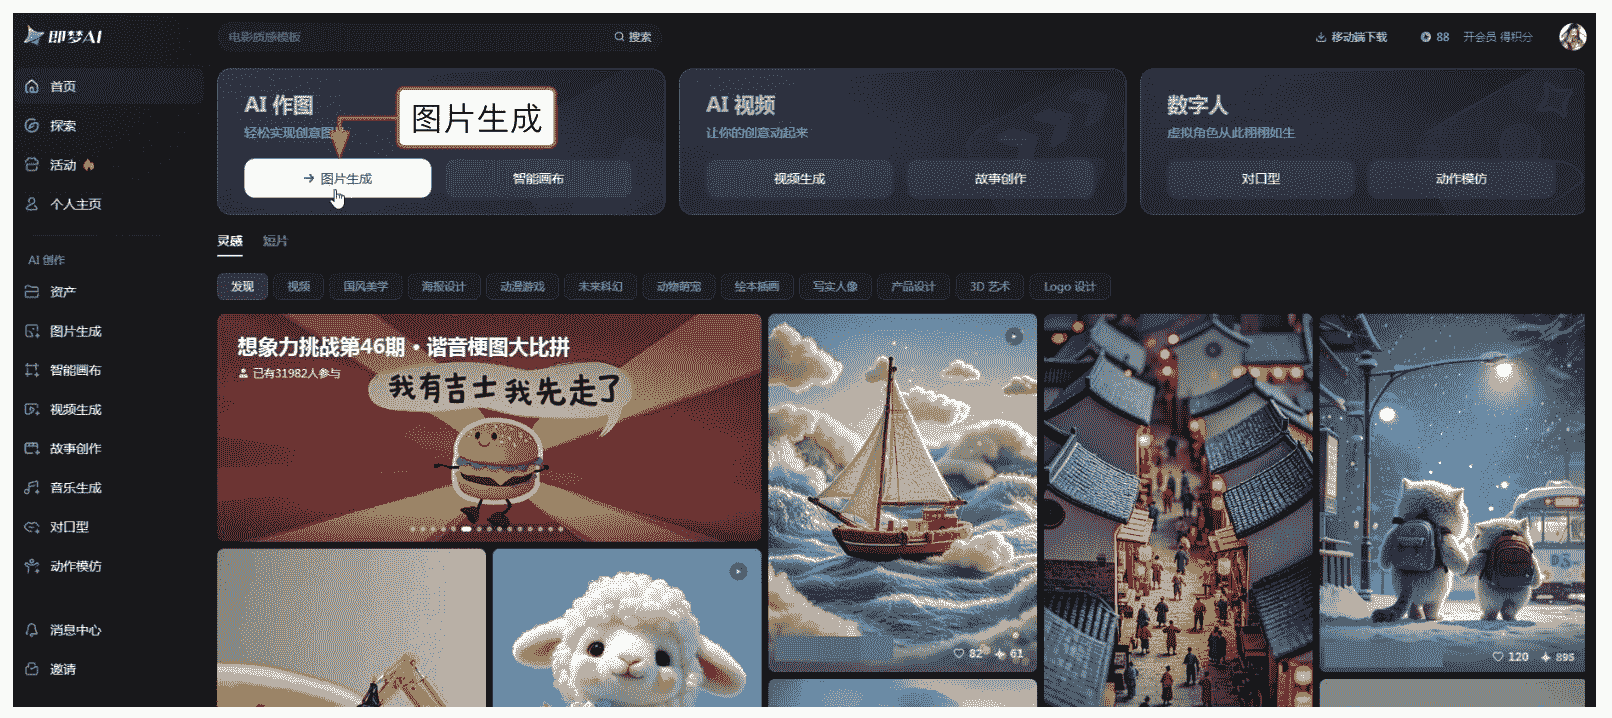 即梦AI
电影质感模板
搜索
移动端下载
88
开会员 得积分
首页
探索
活动
个人主页
AI 创作
资产
图片生成
智能画布
视频生成
故事创作
音乐生成
对口型
动作模仿
消息中心
邀请
AI 作图
轻松实现创意图
图片生成
图片生成
智能画布
AI 视频
让你的创意动起来
视频生成
故事创作
数字人
虚拟角色从此栩栩如生
对口型
动作模仿
灵感 短片
发现 视频 国风美学 海报设计 动漫游戏 未来科幻 动物萌宠 绘本插画 写实人像 产品设计 3D 艺术 Logo 设计
想象力挑战第46期·谐音梗图大比拼
已有31982人参与
我有吉士我先走了
82 61
120 895